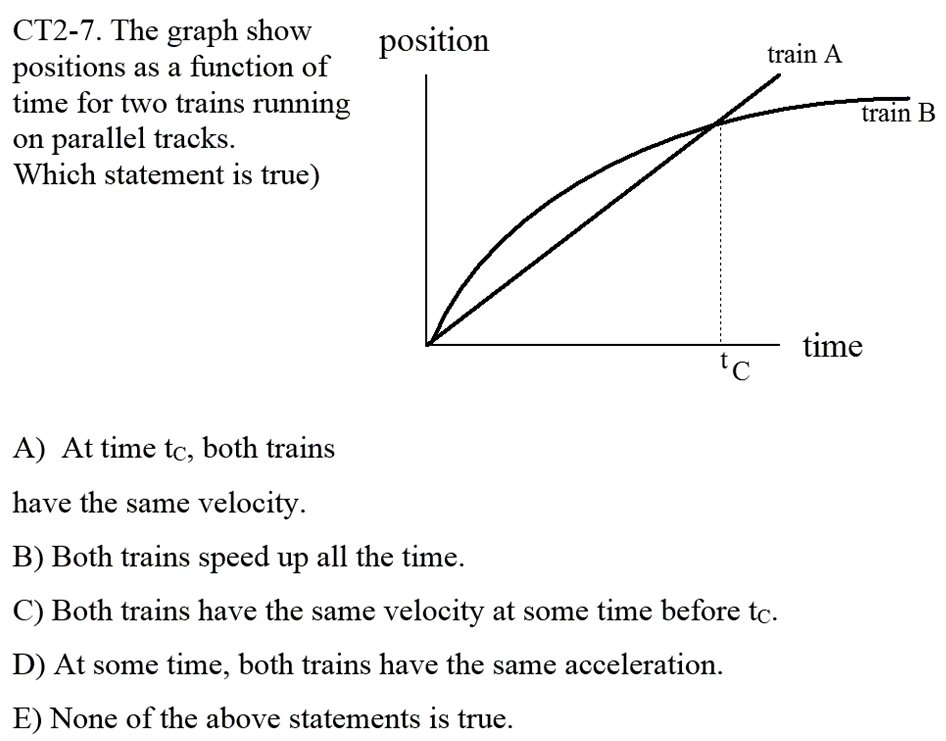 CT2-7. The graph show
positions as a function of
time for two trains running
on parallel tracks.
Which statement is true)
position
train A
train B
time
tC
A) At time tC, both trains
have the same velocity.
B) Both trains speed up all the time.
C) Both trains have the same velocity at some time before tC.
D) At some time, both trains have the same acceleration.
E) None of the above statements is true.